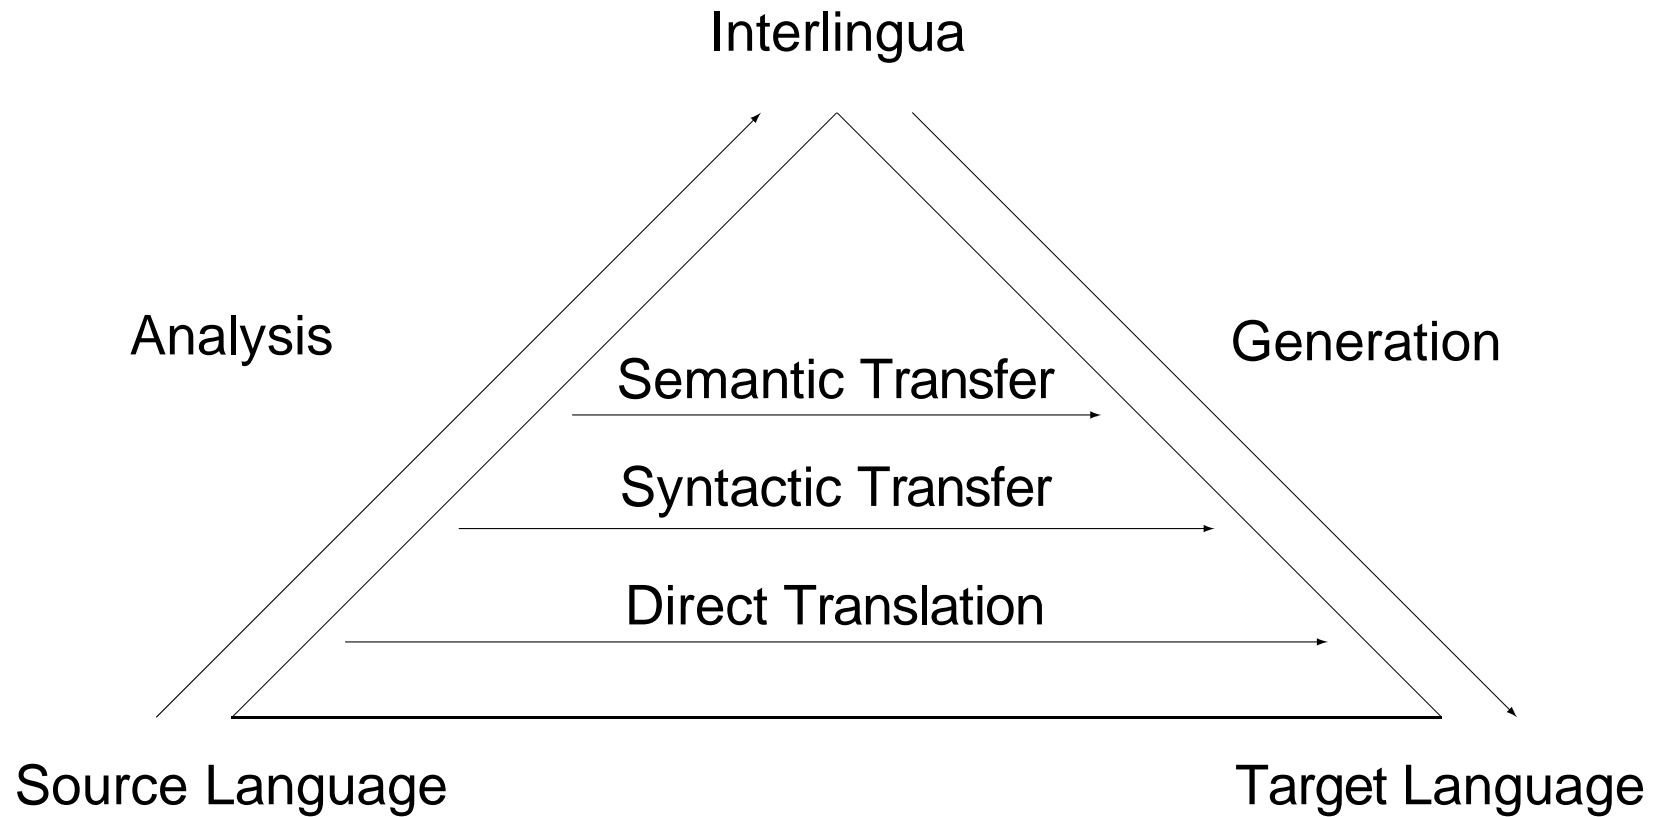 Interlingua
Analysis
Generation
Semantic Transfer
Syntactic Transfer
Direct Translation
Source Language
Target Language